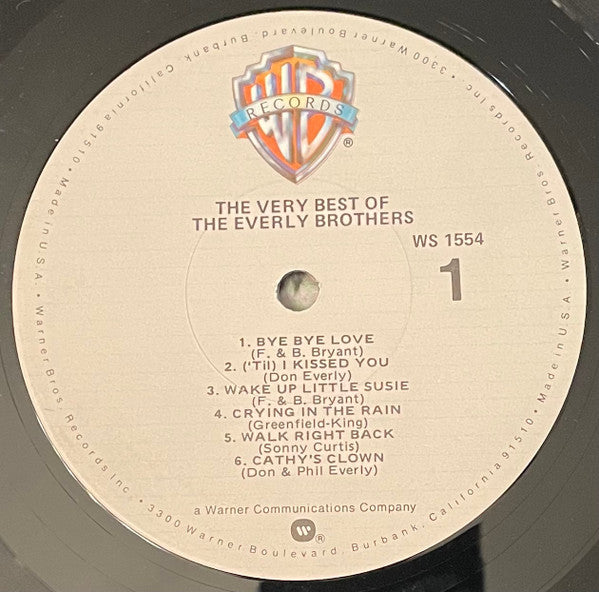 WB
RECORDS
®
THE VERY BEST OF
THE EVERLY BROTHERS
WS 1554
1
1. BYE BYE LOVE
(F. & B. Bryant)
2. ('Til) I KISSED YOU
(Don Everly)
3. WAKE UP LITTLE SUSIE
(F. & B. Bryant)
4. CRYING IN THE RAIN
(Greenfield-King)
5. WALK RIGHT BACK
(Sonny Curtis)
6. CATHY'S CLOWN
(Don & Phil Everly)
a Warner Communications Company
W ®
Warner Bros. Records Inc. • 3300 Warner Boulevard, Burbank, California 91510 • Made in U.S.A. •
Warner Bros. Records Inc. • 3300 Warner Boulevard, Burbank, California 91510 • Made in U.S.A. •